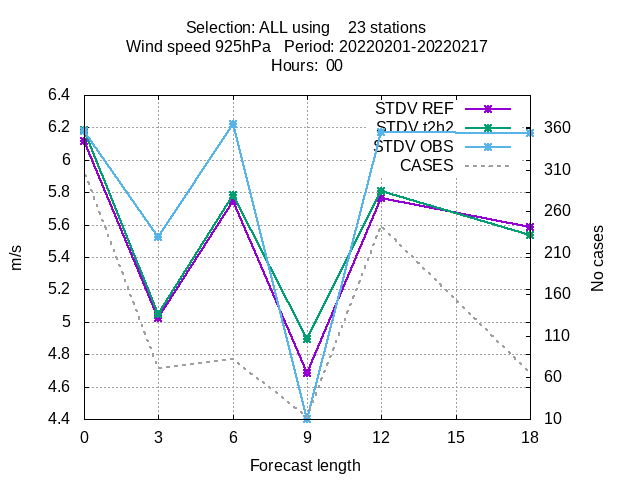 Selection: ALL using 23 stations
Wind speed 925hPa Period: 20220201-20220217
Hours: 00
STDV REF
STDV t2h2
STDV OBS
CASES
m/s
No cases
6.4
6.2
6
5.8
5.6
5.4
5.2
5
4.8
4.6
4.4
360
310
260
210
160
110
60
10
0 3 6 9 12 15 18
Forecast length